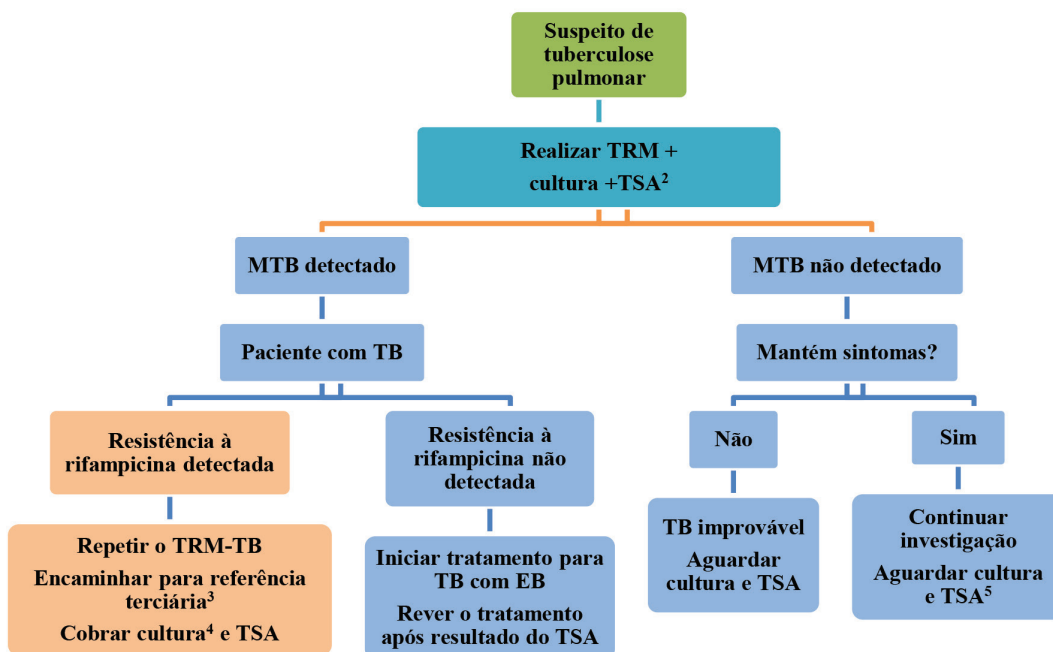 Suspeito de
tuberculose
pulmonar
Realizar TRM +
cultura +TSA²
MTB detectado
MTB não detectado
Paciente com TB
Mantém sintomas?
Resistência à
rifampicina detectada
Resistência à
rifampicina não
detectada
Não
Sim
Repetir o TRM-TB
Encaminhar para referência
terciária³
Cobrar cultura⁴ e TSA
Iniciar tratamento para
TB com EB
Rever o tratamento
após resultado do TSA
TB improvável
Aguardar
cultura e TSA
Continuar
investigação
Aguardar cultura
e TSA⁵